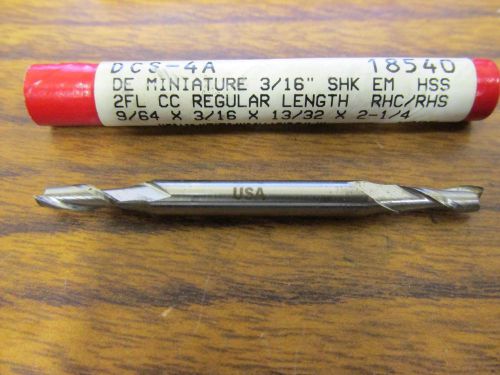 DCS-4A 18540
DE MINIATURE 3/16" SHK EM HSS
2FL CC REGULAR LENGTH RHC/RHS
9/64 X 3/16 X 13/32 X 2-1/4
USA